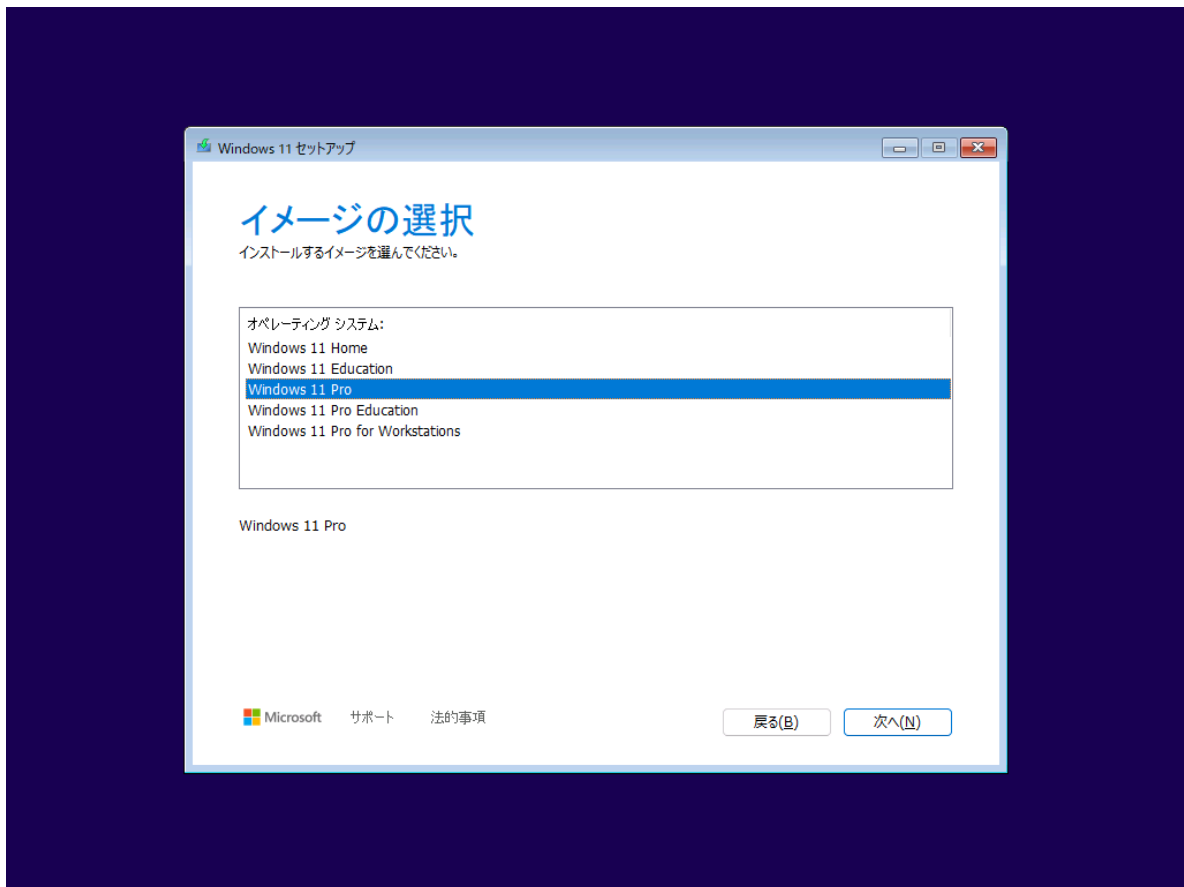 Windows 11 セットアップ
イメージの選択
インストールするイメージを選んでください。
オペレーティング システム:
Windows 11 Home
Windows 11 Education
Windows 11 Pro
Windows 11 Pro Education
Windows 11 Pro for Workstations
Windows 11 Pro
Microsoft サポート 法的事項 戻る(B) 次へ(N)